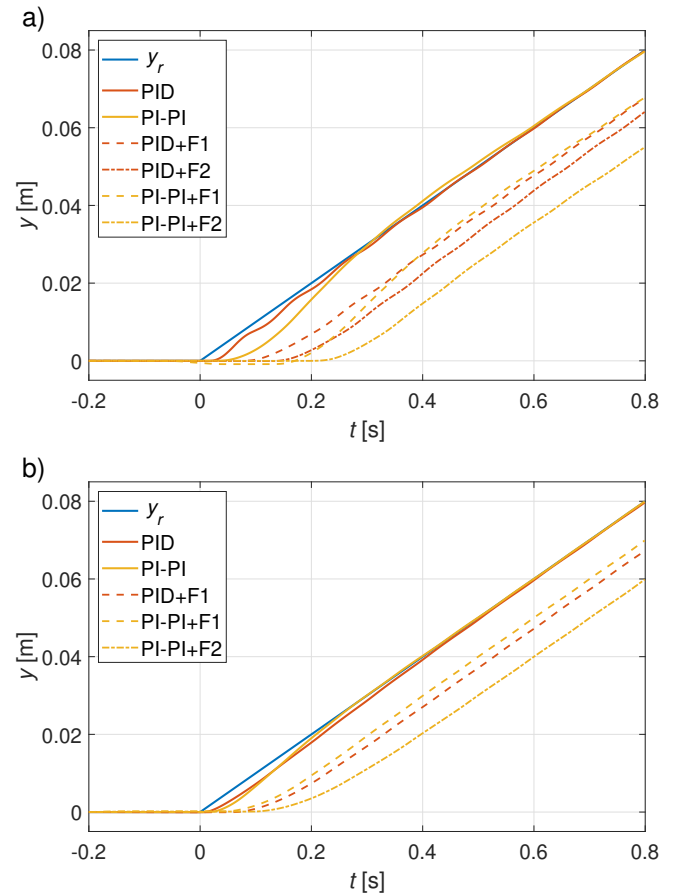 a)
0.08
0.06
0.04
0.02
0
y [m]
y_r
PID
PI-PI
PID+F1
PID+F2
PI-PI+F1
PI-PI+F2
-0.2 0 0.2 0.4 0.6 0.8
t [s]
b)
0.08
0.06
0.04
0.02
0
y [m]
y_r
PID
PI-PI
PID+F1
PI-PI+F1
PI-PI+F2
-0.2 0 0.2 0.4 0.6 0.8
t [s]